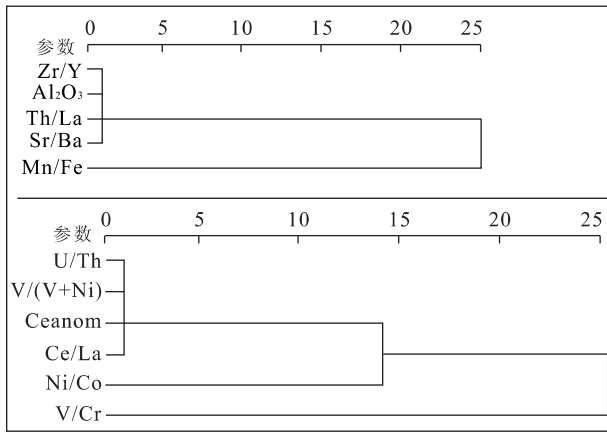 0 5 10 15 20 25
参数
Zr/Y
Al₂O₃
Th/La
Sr/Ba
Mn/Fe
0 5 10 15 20 25
参数
U/Th
V/(V+Ni)
Ceanom
Ce/La
Ni/Co
V/Cr